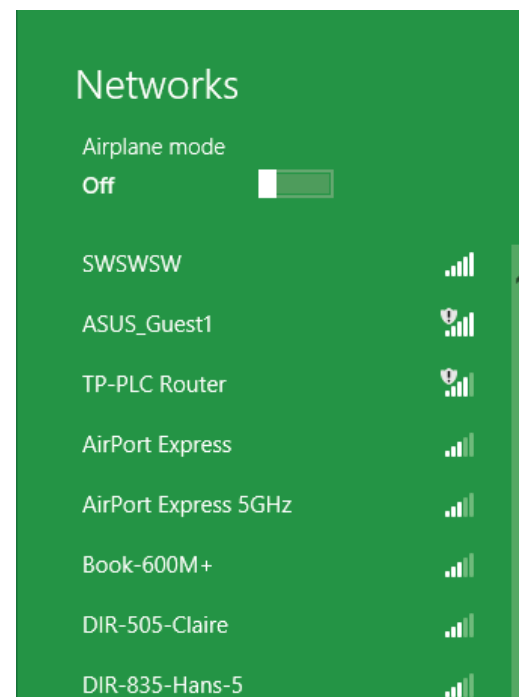 Networks
Airplane mode
Off
SWSWSW
ASUS_Guest1
TP-PLC Router
AirPort Express
AirPort Express 5GHz
Book-600M+
DIR-505-Claire
DIR-835-Hans-5